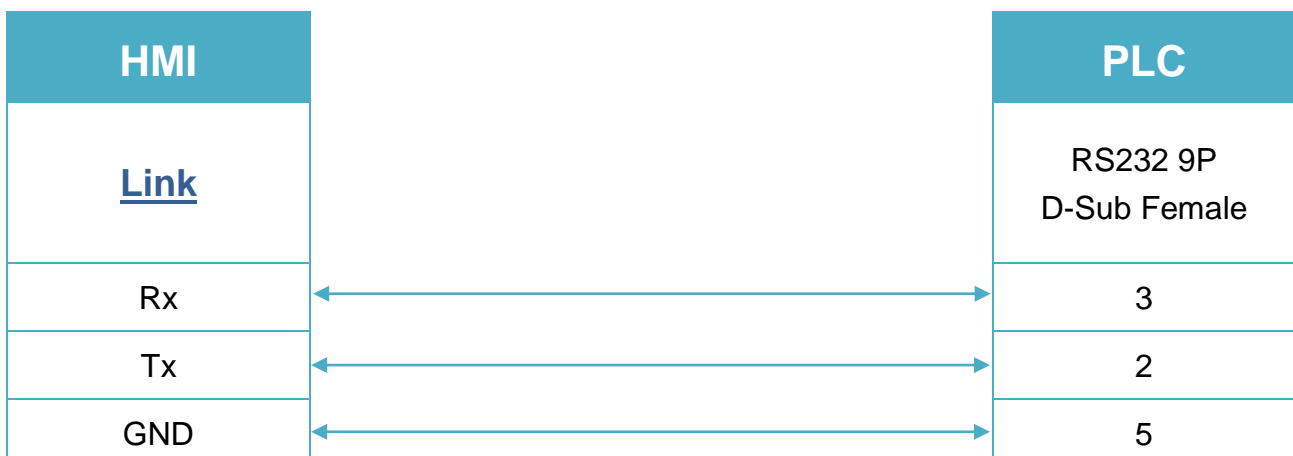 HMI PLC
Link RS232 9P
D-Sub Female
Rx 3
Tx 2
GND 5